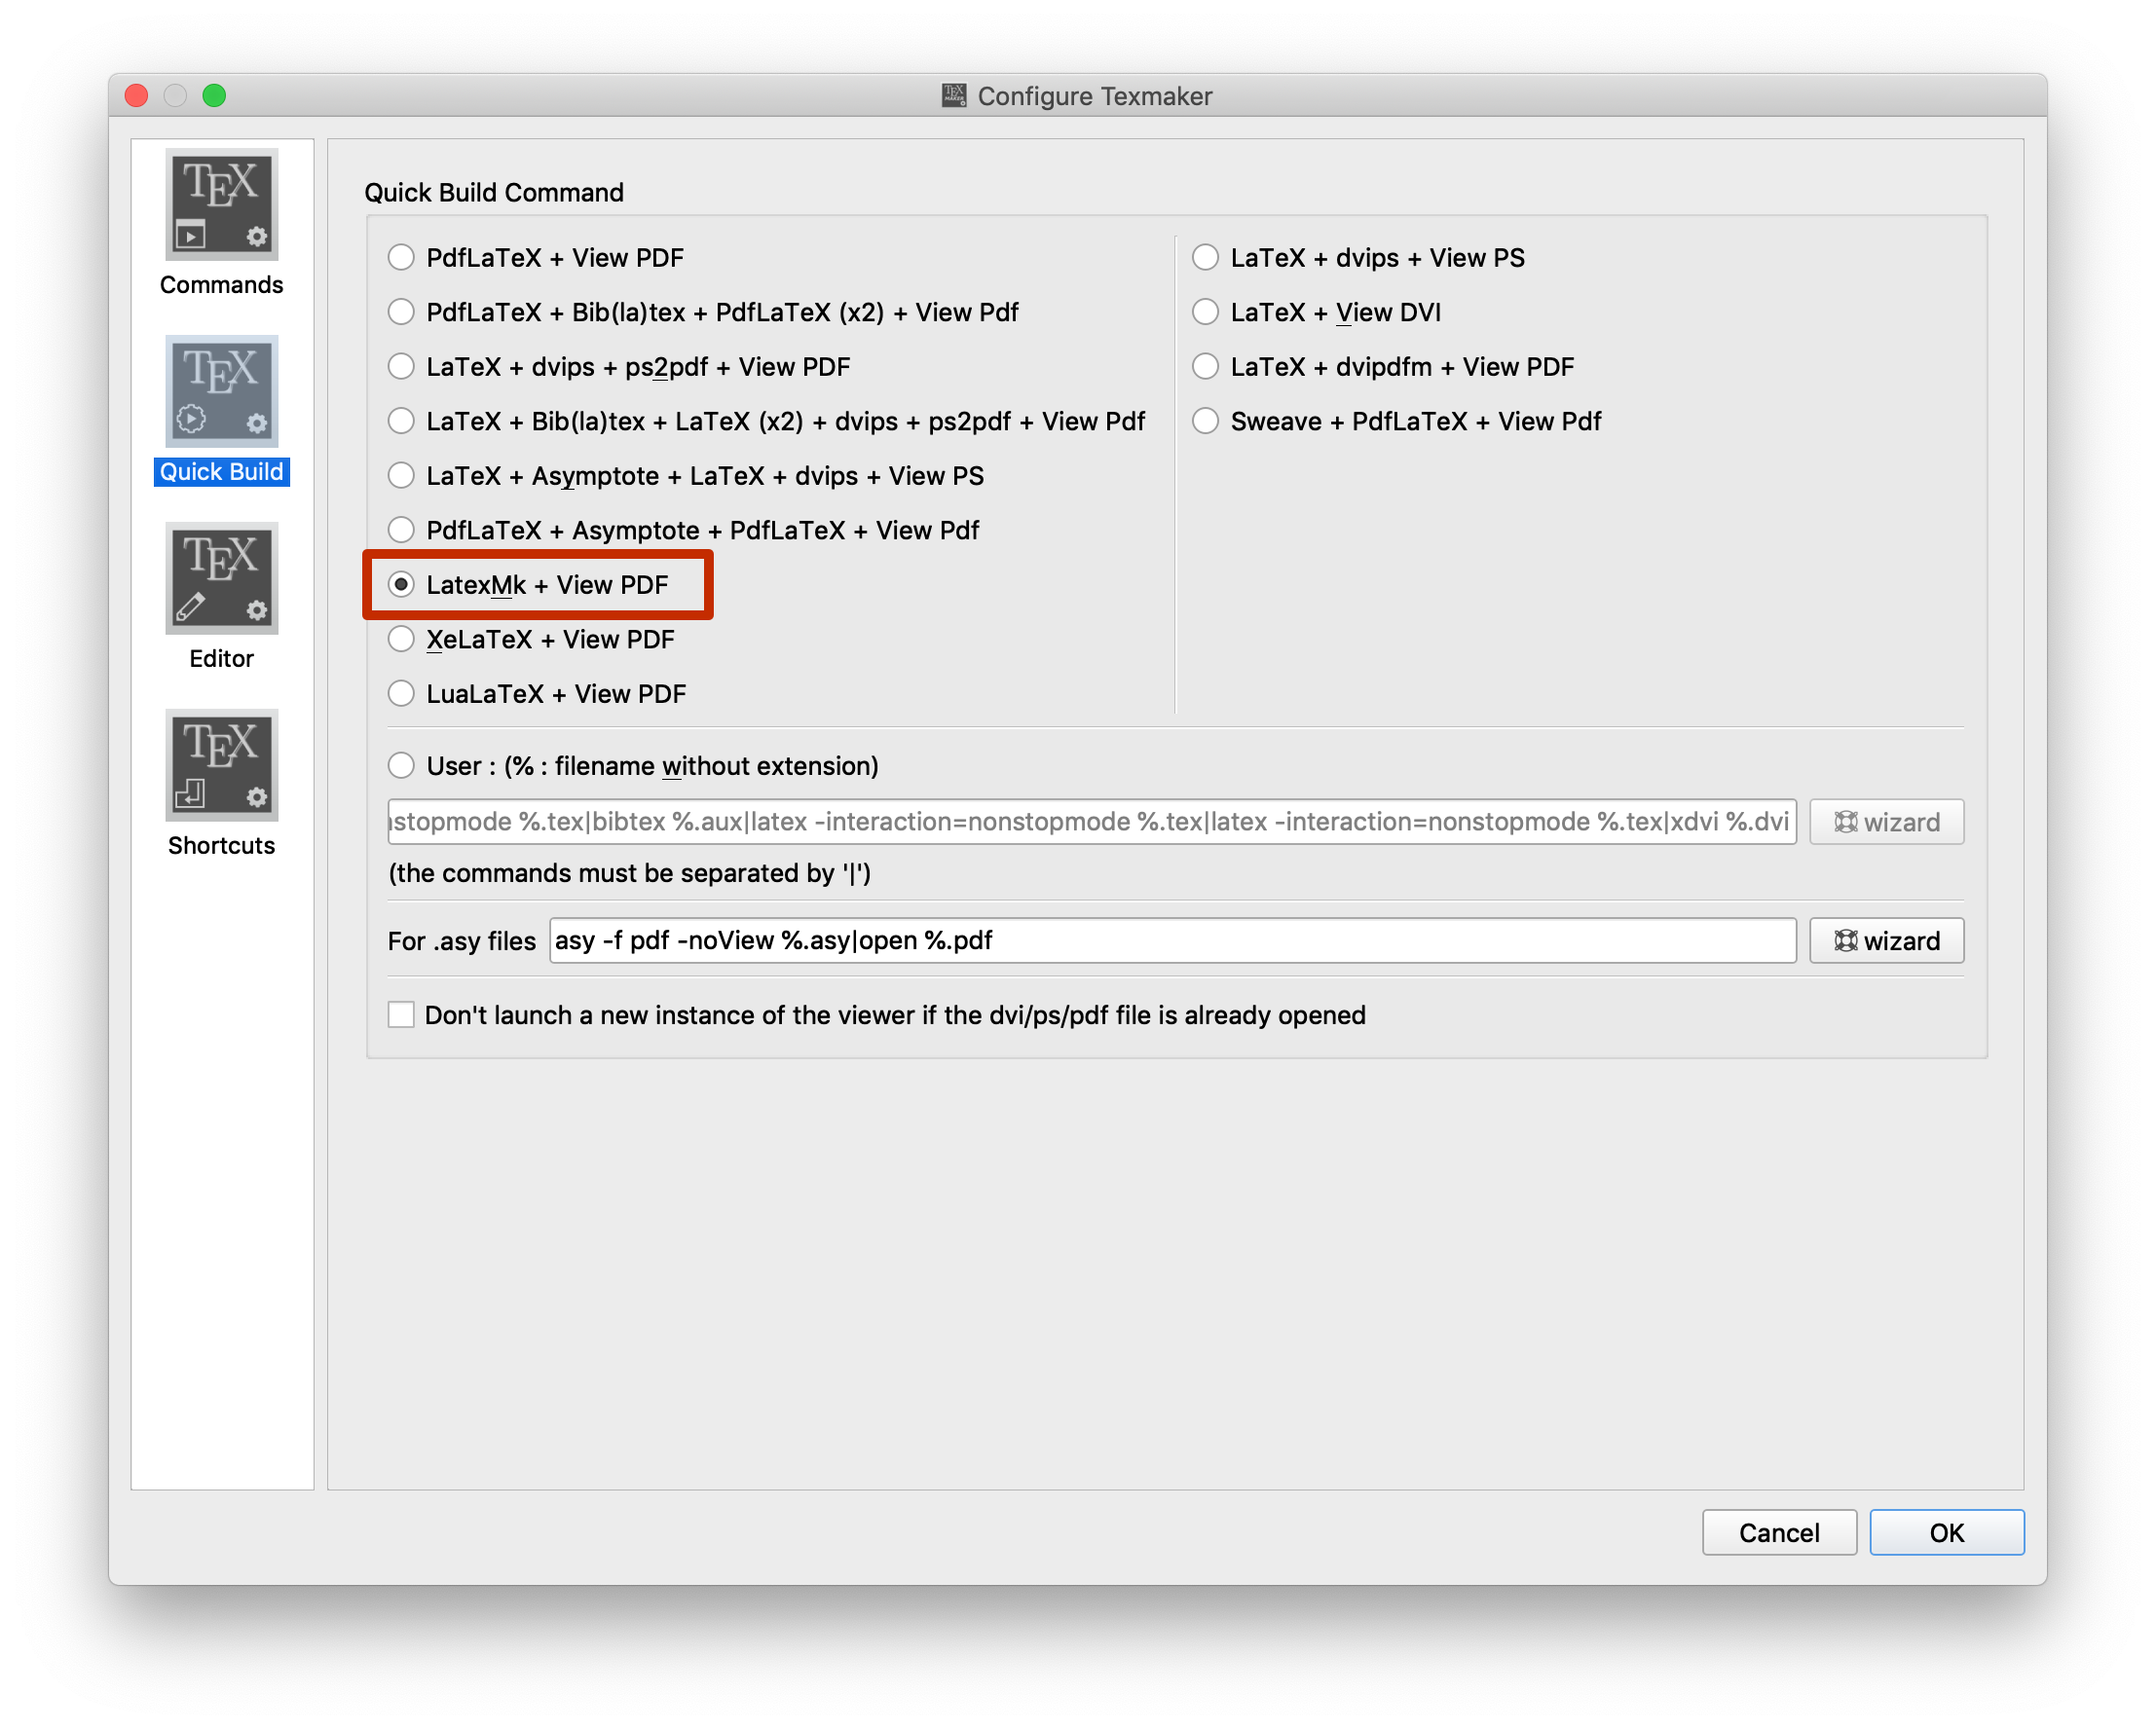 Configure Texmaker
Commands
Quick Build
Editor
Shortcuts
Quick Build Command
PdfLaTeX + View PDF
PdfLaTeX + Bib(la)tex + PdfLaTeX (x2) + View Pdf
LaTeX + dvips + ps2pdf + View PDF
LaTeX + Bib(la)tex + LaTeX (x2) + dvips + ps2pdf + View Pdf
LaTeX + Asymptote + LaTeX + dvips + View PS
PdfLaTeX + Asymptote + PdfLaTeX + View Pdf
LatexMk + View PDF
XeLaTeX + View PDF
LuaLaTeX + View PDF
LaTeX + dvips + View PS
LaTeX + View DVI
LaTeX + dvipdfm + View PDF
Sweave + PdfLaTeX + View Pdf
User : (% : filename without extension)
stopmode %.tex|bibtex %.aux|latex -interaction=nonstopmode %.tex|latex -interaction=nonstopmode %.tex|xdvi %.dvi
wizard
(the commands must be separated by '|')
For .asy files
asy -f pdf -noView %.asy|open %.pdf
wizard
Don't launch a new instance of the viewer if the dvi/ps/pdf file is already opened
Cancel
OK